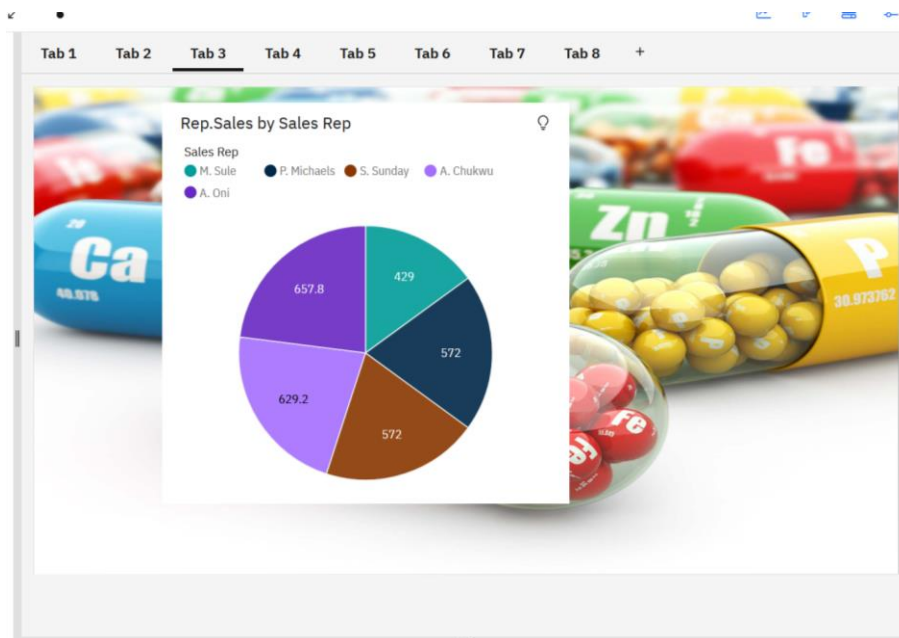 Tab 1 Tab 2 Tab 3 Tab 4 Tab 5 Tab 6 Tab 7 Tab 8 +
Rep.Sales by Sales Rep
Sales Rep
M. Sule P. Michaels S. Sunday A. Chukwu
A. Oni
657.8 429
572
629.2
572
20
Ca
40.078
Fe
Zn
P
30.973762
Fe